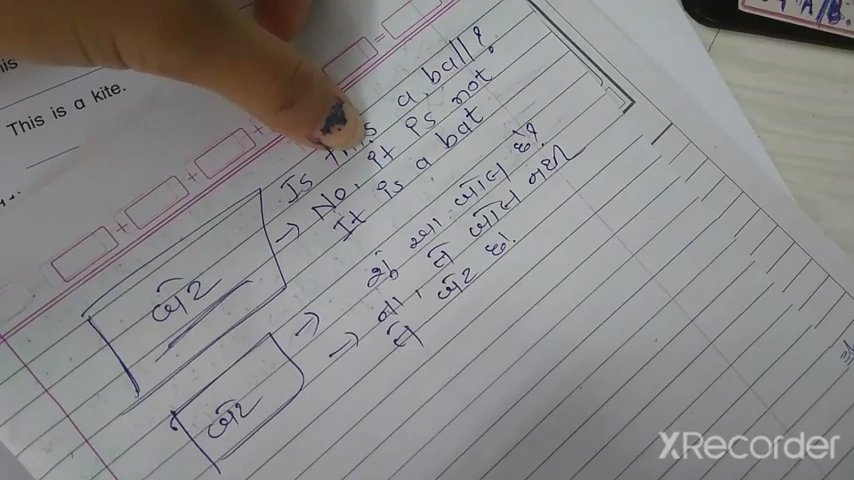 This is a kite.
Is this a ball?
→ No, it is not
It is a bat
બેટ
→ શું આ બોલ છે?
→ ના, તે બોલ નથી
તે બેટ છે.
બેટ
XRecorder